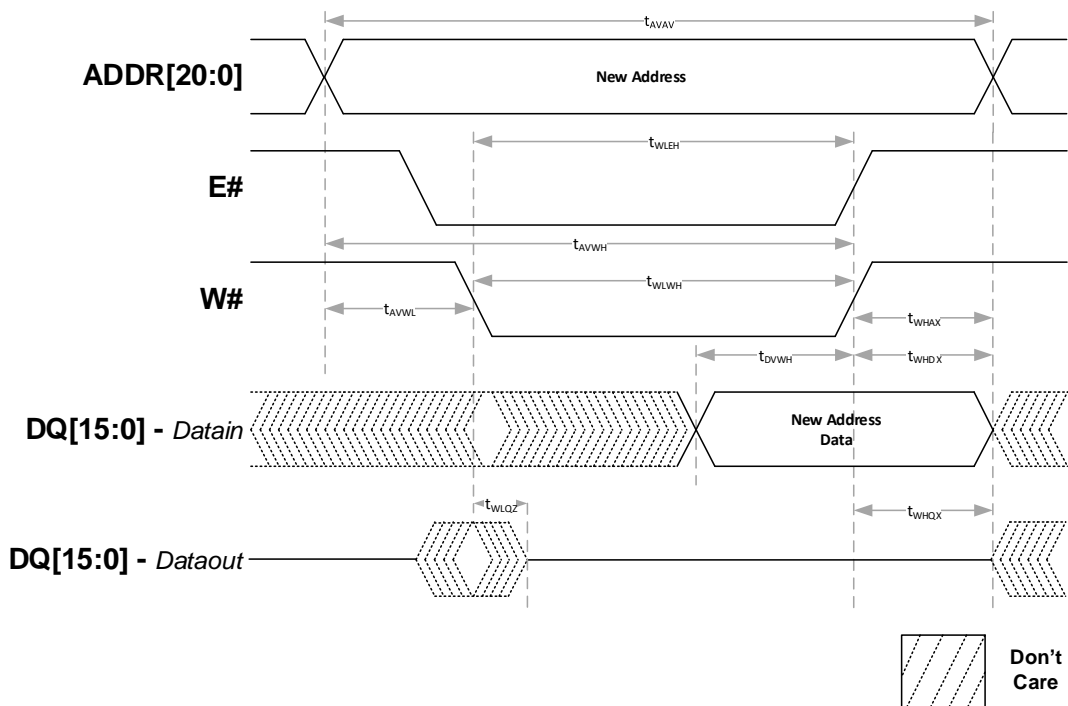 tAVAV
ADDR[20:0]
New Address
tWLEH
E#
tAVWH
W#
tWLWH
tAVWL
tWHAX
tDVWH
tWHDX
DQ[15:0] - Datain
New Address
Data
tWLQZ
tWHQX
DQ[15:0] - Dataout
Don't
Care